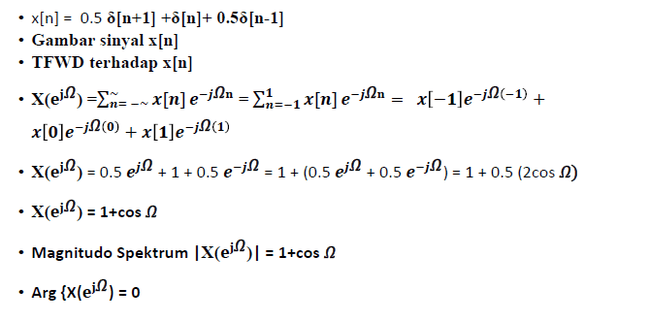 • x[n] = 0.5 δ[n+1] +δ[n]+ 0.5δ[n-1]
• Gambar sinyal x[n]
• TFWD terhadap x[n]
• X(e^{jΩ}) =∑_{n= -~}^{~} x[n] e^{-jΩn} = ∑_{n=-1}^{1} x[n] e^{-jΩn} = x[-1]e^{-jΩ(-1)} +
x[0]e^{-jΩ(0)} + x[1]e^{-jΩ(1)}
• X(e^{jΩ}) = 0.5 e^{jΩ} + 1 + 0.5 e^{-jΩ} = 1 + (0.5 e^{jΩ} + 0.5 e^{-jΩ}) = 1 + 0.5 (2cos Ω)
• X(e^{jΩ}) = 1+cos Ω
• Magnitudo Spektrum |X(e^{jΩ})| = 1+cos Ω
• Arg {X(e^{jΩ}) = 0